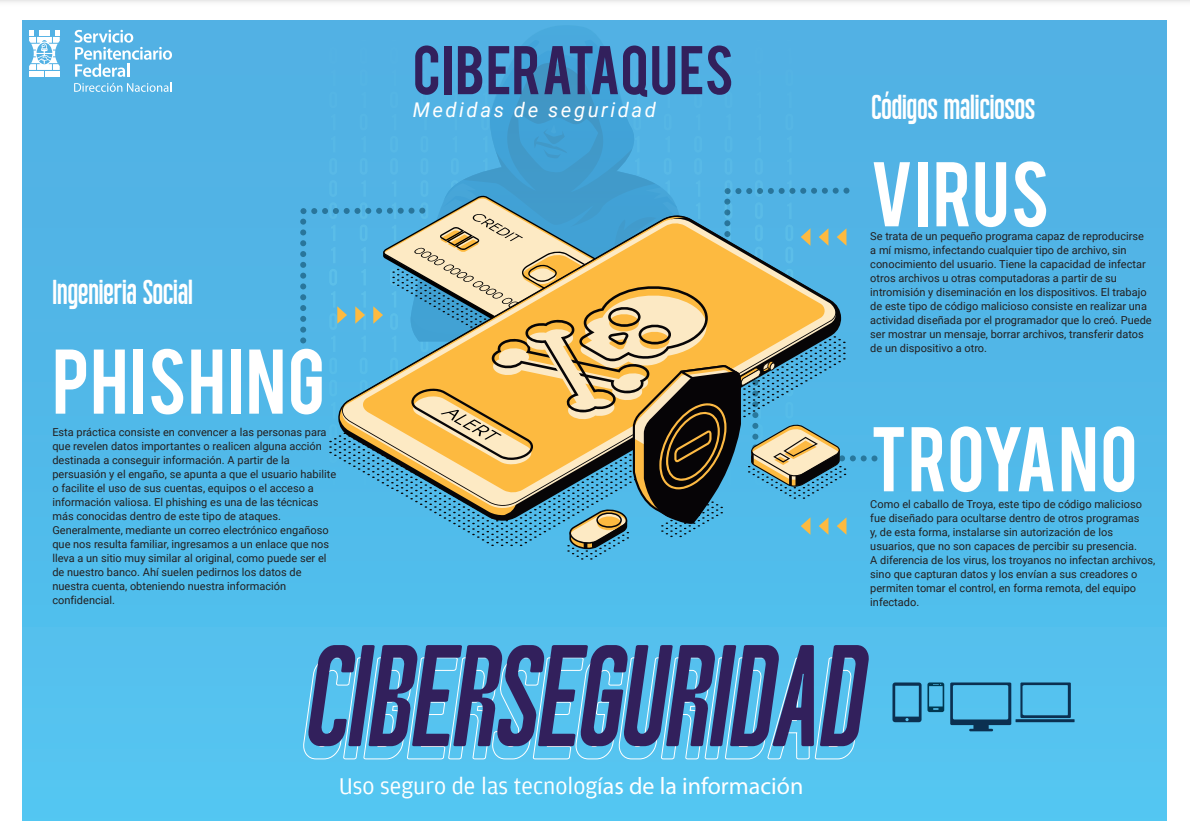 Servicio
Penitenciario
Federal
Dirección Nacional
CIBERATAQUES
Medidas de seguridad
Ingenieria Social
PHISHING
Esta práctica consiste en convencer a las personas para
que revelen datos importantes o realicen alguna acción
destinada a conseguir información. A partir de la
persuasión y el engaño, se apunta a que el usuario habilite
o facilite el uso de sus cuentas, equipos o el acceso a
información valiosa. El phishing es una de las técnicas
más conocidas dentro de este tipo de ataques.
Generalmente, mediante un correo electrónico engañoso
que nos resulta familiar, ingresamos a un enlace que nos
lleva a un sitio muy similar al original, como puede ser el
de nuestro banco. Ahí suelen pedirnos los datos de
nuestra cuenta, obteniendo nuestra información
confidencial.
CREDIT
0000 0000 0000 00
ALERT
Códigos maliciosos
VIRUS
Se trata de un pequeño programa capaz de reproducirse
a mí mismo, infectando cualquier tipo de archivo, sin
conocimiento del usuario. Tiene la capacidad de infectar
otros archivos u otras computadoras a partir de su
intromisión y diseminación en los dispositivos. El trabajo
de este tipo de código malicioso consiste en realizar una
actividad diseñada por el programador que lo creó. Puede
ser mostrar un mensaje, borrar archivos, transferir datos
de un dispositivo a otro.
TROYANO
Como el caballo de Troya, este tipo de código malicioso
fue diseñado para ocultarse dentro de otros programas
y, de esta forma, instalarse sin autorización de los
usuarios, que no son capaces de percibir su presencia.
A diferencia de los virus, los troyanos no infectan archivos,
sino que capturan datos y los envían a sus creadores o
permiten tomar el control, en forma remota, del equipo
infectado.
CIBERSEGURIDAD
Uso seguro de las tecnologías de la información